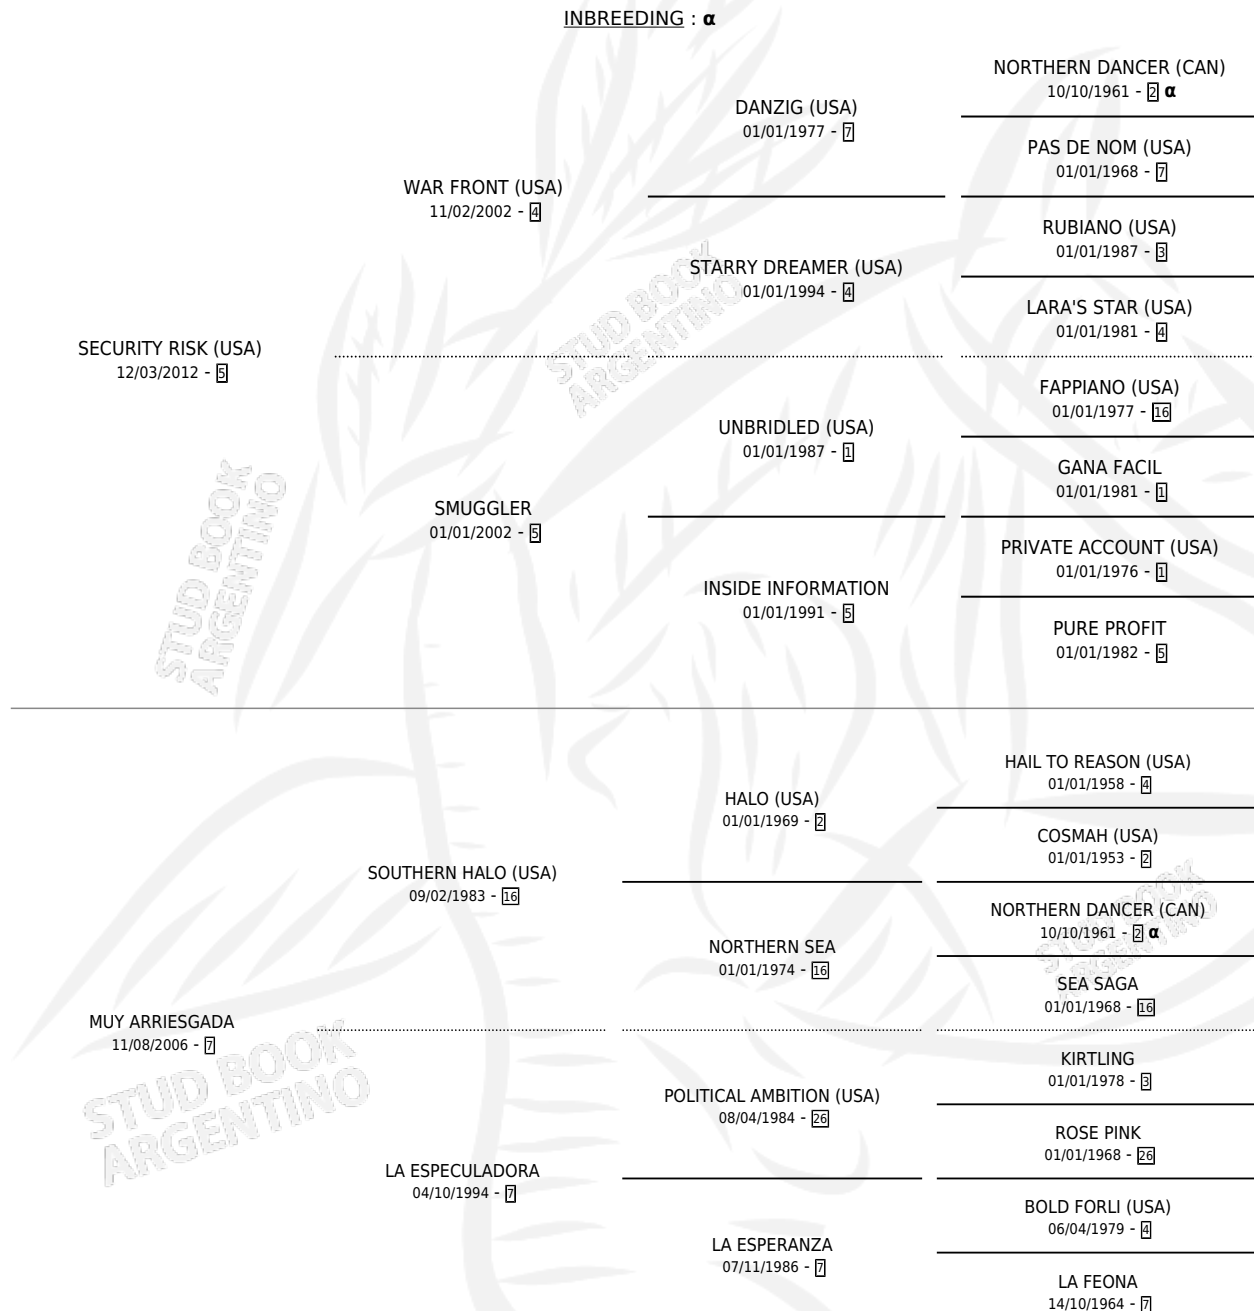 INBREEDING : α
NORTHERN DANCER (CAN)
10/10/1961 - 2 α
DANZIG (USA)
01/01/1977 - 7
PAS DE NOM (USA)
01/01/1968 - 7
WAR FRONT (USA)
11/02/2002 - 4
RUBIANO (USA)
01/01/1987 - 3
STARRY DREAMER (USA)
01/01/1994 - 4
LARA'S STAR (USA)
01/01/1981 - 4
SECURITY RISK (USA)
12/03/2012 - 5
FAPPIANO (USA)
01/01/1977 - 16
UNBRIDLED (USA)
01/01/1987 - 1
GANA FACIL
01/01/1981 - 1
SMUGGLER
01/01/2002 - 5
PRIVATE ACCOUNT (USA)
01/01/1976 - 1
INSIDE INFORMATION
01/01/1991 - 5
PURE PROFIT
01/01/1982 - 5
HAIL TO REASON (USA)
01/01/1958 - 4
HALO (USA)
01/01/1969 - 2
COSMAH (USA)
01/01/1953 - 2
SOUTHERN HALO (USA)
09/02/1983 - 16
NORTHERN DANCER (CAN)
10/10/1961 - 2 α
NORTHERN SEA
01/01/1974 - 16
SEA SAGA
01/01/1968 - 16
MUY ARRIESGADA
11/08/2006 - 7
KIRTLING
01/01/1978 - 3
POLITICAL AMBITION (USA)
08/04/1984 - 26
ROSE PINK
01/01/1968 - 26
LA ESPECULADORA
04/10/1994 - 7
BOLD FORLI (USA)
06/04/1979 - 4
LA ESPERANZA
07/11/1986 - 7
LA FEONA
14/10/1964 - 7
STUD BOOK
ARGENTINO
STUD BOOK
ARGENTINO
STUD BOOK
ARGENTINO
STUD BOOK
ARGENTINO